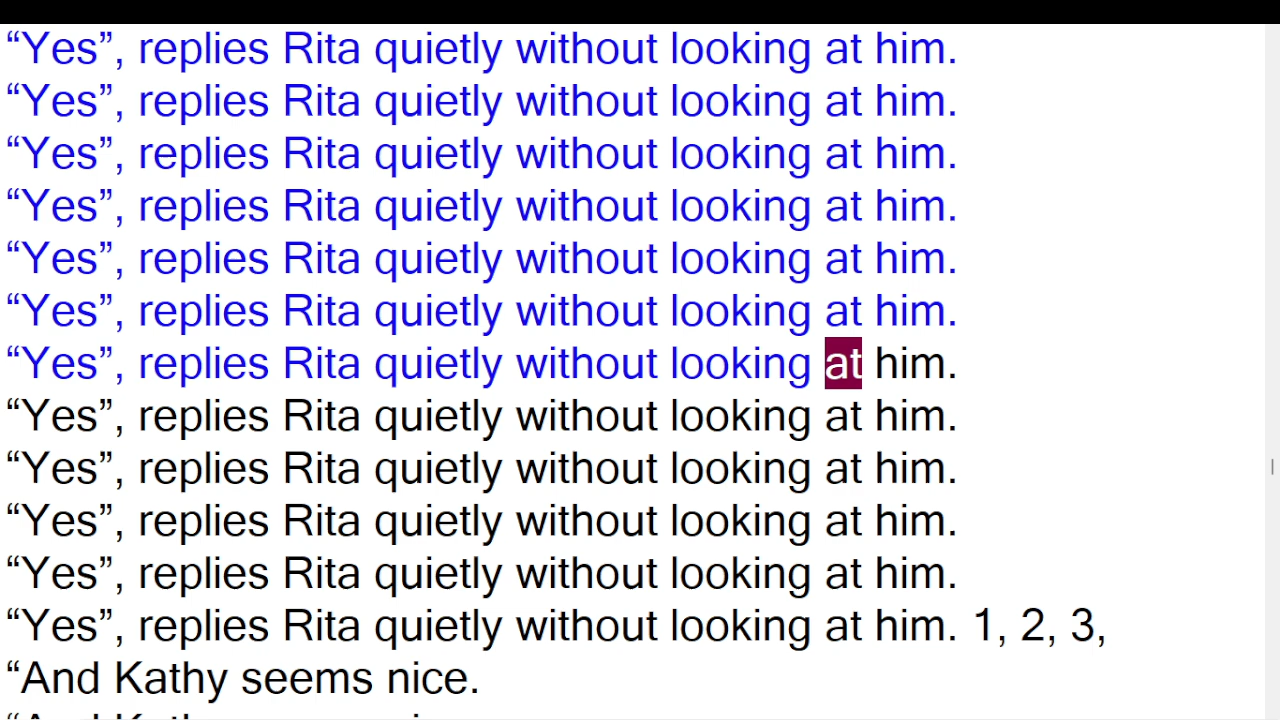 “Yes”, replies Rita quietly without looking at him.
“Yes”, replies Rita quietly without looking at him.
“Yes”, replies Rita quietly without looking at him.
“Yes”, replies Rita quietly without looking at him.
“Yes”, replies Rita quietly without looking at him.
“Yes”, replies Rita quietly without looking at him.
“Yes”, replies Rita quietly without looking at him.
“Yes”, replies Rita quietly without looking at him.
“Yes”, replies Rita quietly without looking at him.
“Yes”, replies Rita quietly without looking at him.
“Yes”, replies Rita quietly without looking at him.
“Yes”, replies Rita quietly without looking at him. 1, 2, 3,
“And Kathy seems nice.